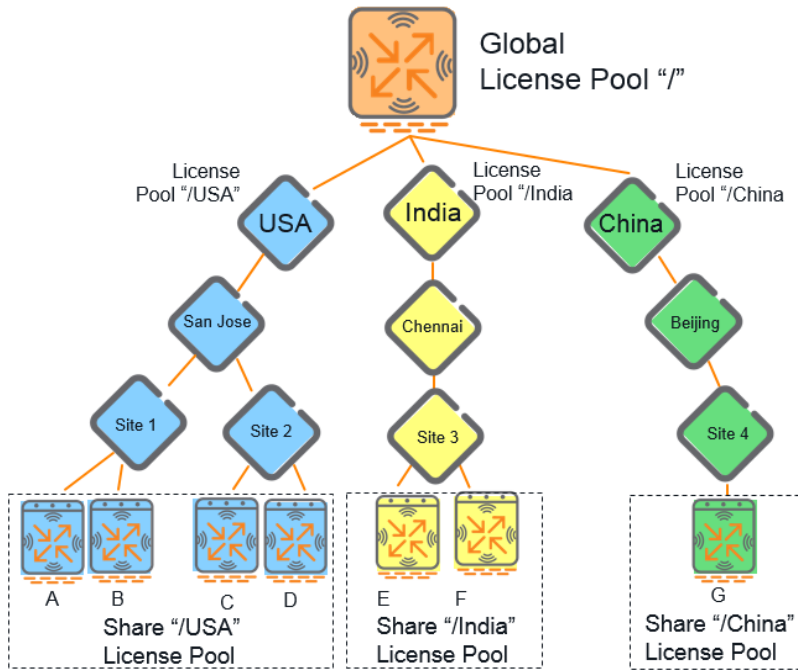 Global
License Pool “/”
License
Pool “/USA”
License
Pool “/India
License
Pool “/China
USA
India
China
San Jose
Chennai
Beijing
Site 1
Site 2
Site 3
Site 4
A
B
C
D
E
F
G
Share “/USA”
License Pool
Share “/India”
License Pool
Share “/China”
License Pool